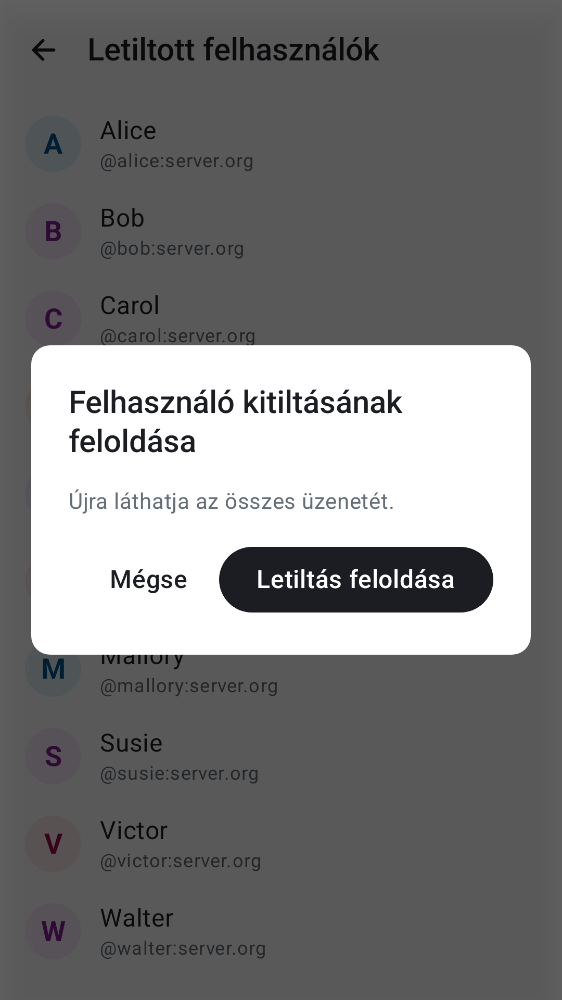 Letiltott felhasználók
A
Alice
@alice:server.org
B
Bob
@bob:server.org
C
Carol
@carol:server.org
Felhasználó kitiltásának
feloldása
Újra láthatja az összes üzenetét.
Mégse
Letiltás feloldása
M
Mallory
@mallory:server.org
S
Susie
@susie:server.org
V
Victor
@victor:server.org
W
Walter
@walter:server.org